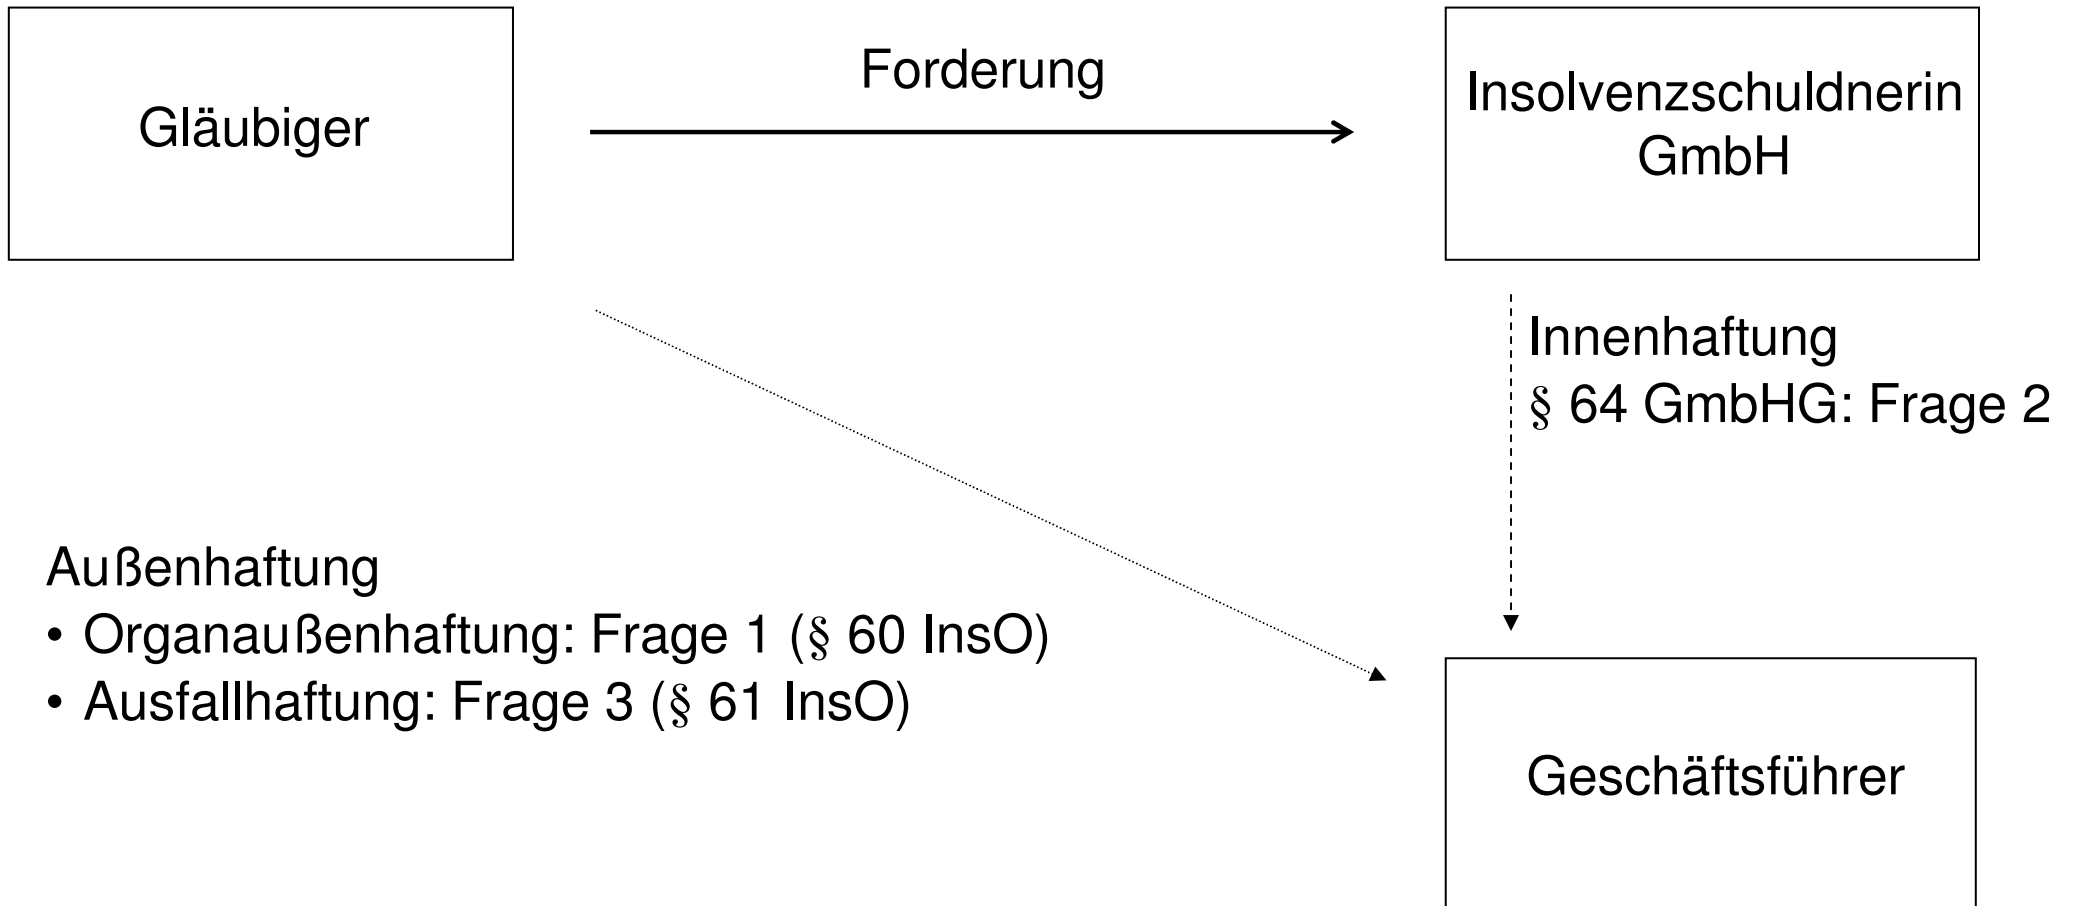 Gläubiger
Forderung
Insolvenzschuldnerin
GmbH
Innenhaftung
§ 64 GmbHG: Frage 2
Außenhaftung
• Organaußenhaftung: Frage 1 (§ 60 InsO)
• Ausfallhaftung: Frage 3 (§ 61 InsO)
Geschäftsführer